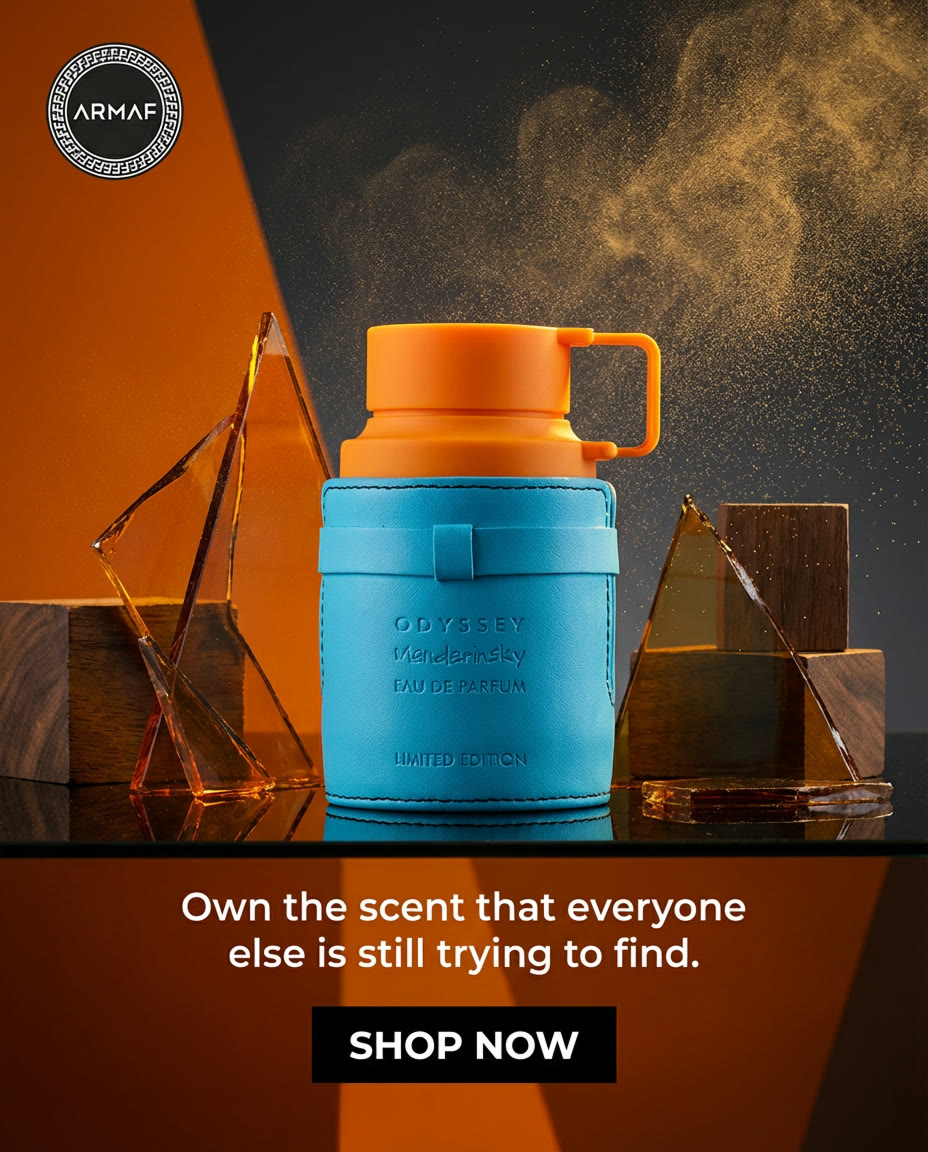 ARMAF
ODYSSEY
Mandarinsky
EAU DE PARFUM
LIMITED EDITION
Own the scent that everyone
else is still trying to find.
SHOP NOW